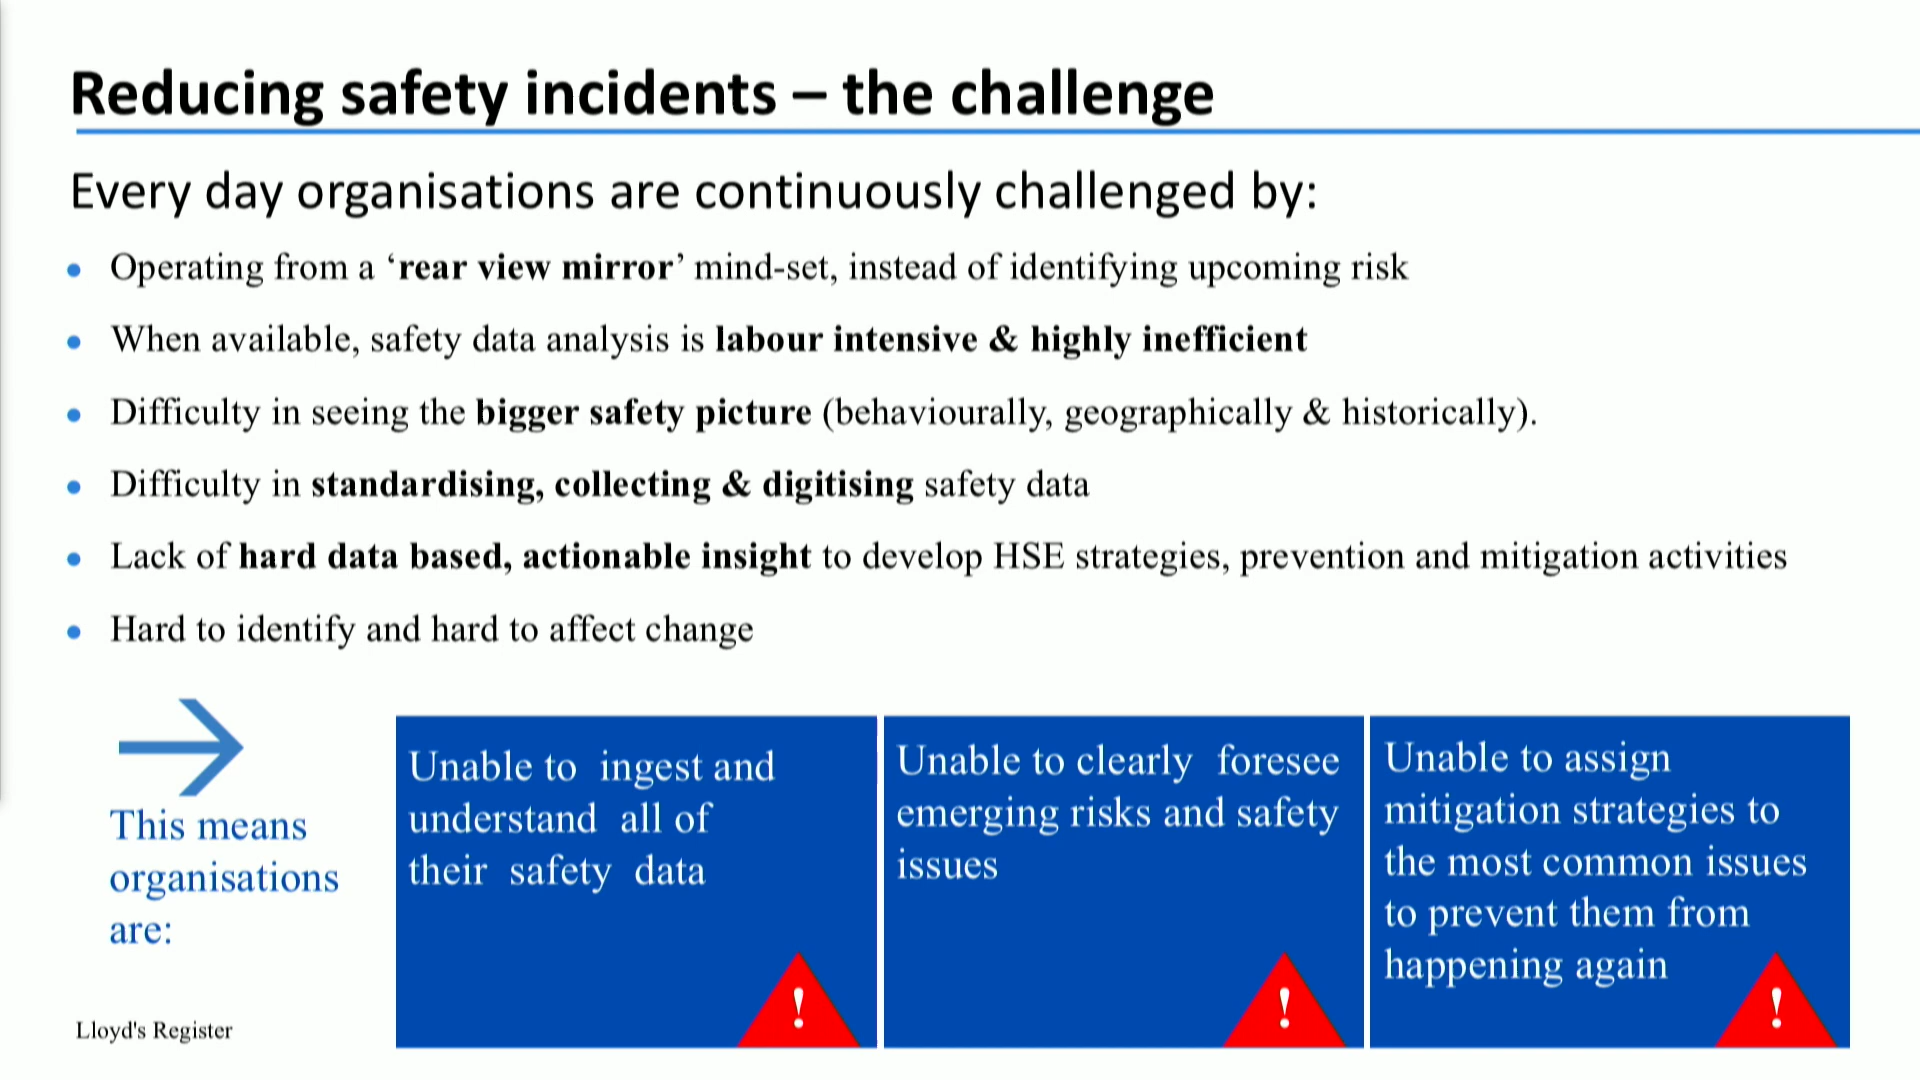 Reducing safety incidents – the challenge
Every day organisations are continuously challenged by:
• Operating from a ‘rear view mirror’ mind-set, instead of identifying upcoming risk
• When available, safety data analysis is labour intensive & highly inefficient
• Difficulty in seeing the bigger safety picture (behaviourally, geographically & historically).
• Difficulty in standardising, collecting & digitising safety data
• Lack of hard data based, actionable insight to develop HSE strategies, prevention and mitigation activities
• Hard to identify and hard to affect change
This means
organisations
are:
Unable to ingest and
understand all of
their safety data
!
Unable to clearly foresee
emerging risks and safety
issues
!
Unable to assign
mitigation strategies to
the most common issues
to prevent them from
happening again
!
Lloyd's Register